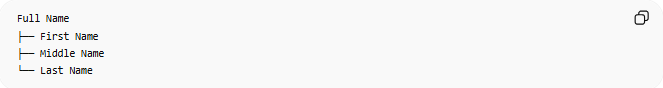 Full Name
├── First Name
├── Middle Name
└── Last Name